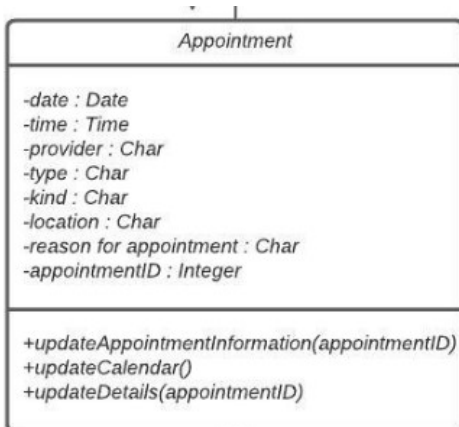 Appointment
-date : Date
-time : Time
-provider : Char
-type : Char
-kind : Char
-location : Char
-reason for appointment : Char
-appointmentID : Integer
+updateAppointmentInformation(appointmentID)
+updateCalendar()
+updateDetails(appointmentID)